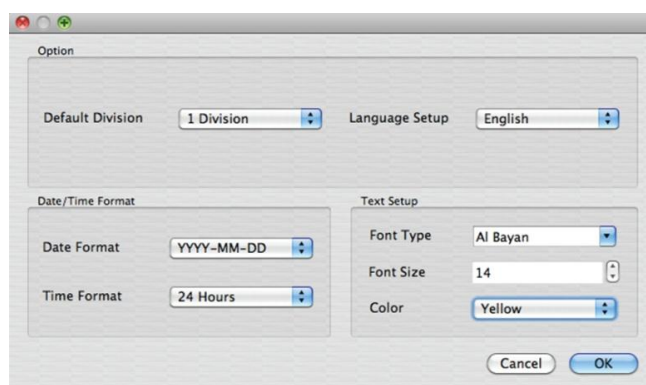 Option
Default Division 1 Division Language Setup English
Date/Time Format Text Setup
Date Format YYYY-MM-DD Font Type Al Bayan
Time Format 24 Hours Font Size 14
Color Yellow
Cancel OK